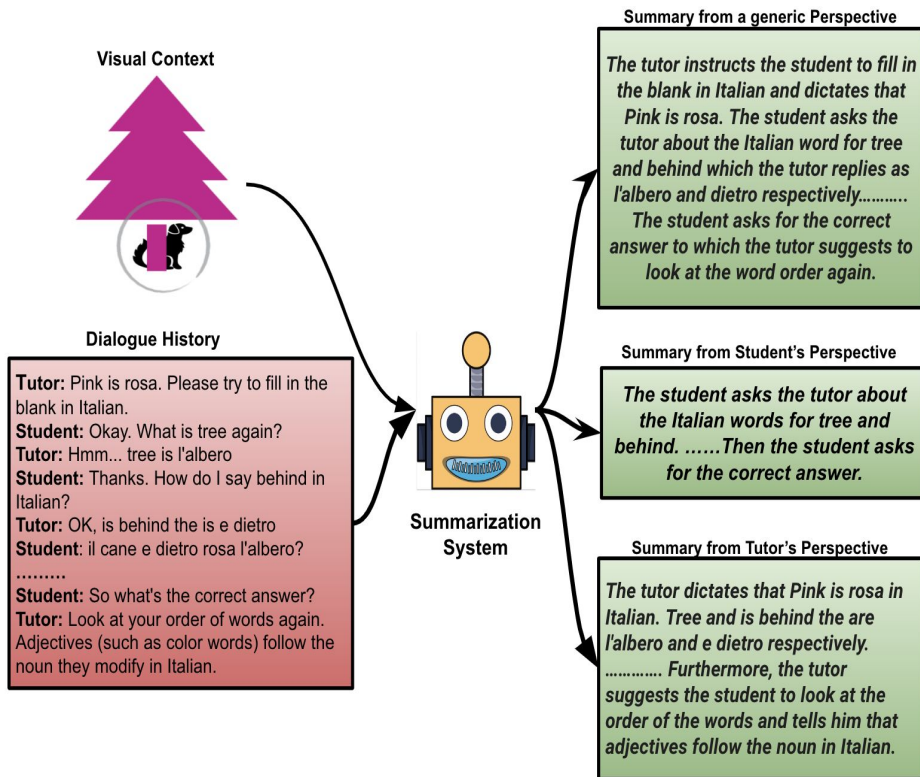 Visual Context
Dialogue History
Tutor: Pink is rosa. Please try to fill in the
blank in Italian.
Student: Okay. What is tree again?
Tutor: Hmm... tree is l'albero
Student: Thanks. How do I say behind in
Italian?
Tutor: OK, is behind the is e dietro
Student: il cane e dietro rosa l'albero?
.........
Student: So what's the correct answer?
Tutor: Look at your order of words again.
Adjectives (such as color words) follow the
noun they modify in Italian.
Summarization
System
Summary from a generic Perspective
The tutor instructs the student to fill in
the blank in Italian and dictates that
Pink is rosa. The student asks the
tutor about the Italian word for tree
and behind which the tutor replies as
l'albero and dietro respectively...........
The student asks for the correct
answer to which the tutor suggests to
look at the word order again.
Summary from Student's Perspective
The student asks the tutor about
the Italian words for tree and
behind. ......Then the student asks
for the correct answer.
Summary from Tutor's Perspective
The tutor dictates that Pink is rosa in
Italian. Tree and is behind the are
l'albero and e dietro respectively.
............. Furthermore, the tutor
suggests the student to look at the
order of the words and tells him that
adjectives follow the noun in Italian.